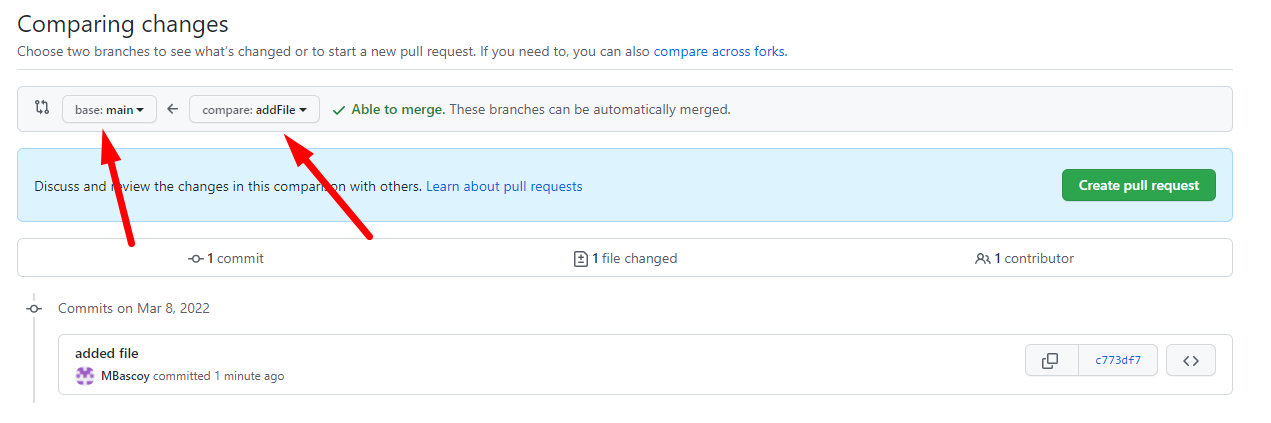 Comparing changes
Choose two branches to see what's changed or to start a new pull request. If you need to, you can also compare across forks.
base: main compare: addFile Able to merge. These branches can be automatically merged.
Discuss and review the changes in this comparison with others. Learn about pull requests Create pull request
1 commit 1 file changed 1 contributor
Commits on Mar 8, 2022
added file
MBascoy committed 1 minute ago c773df7